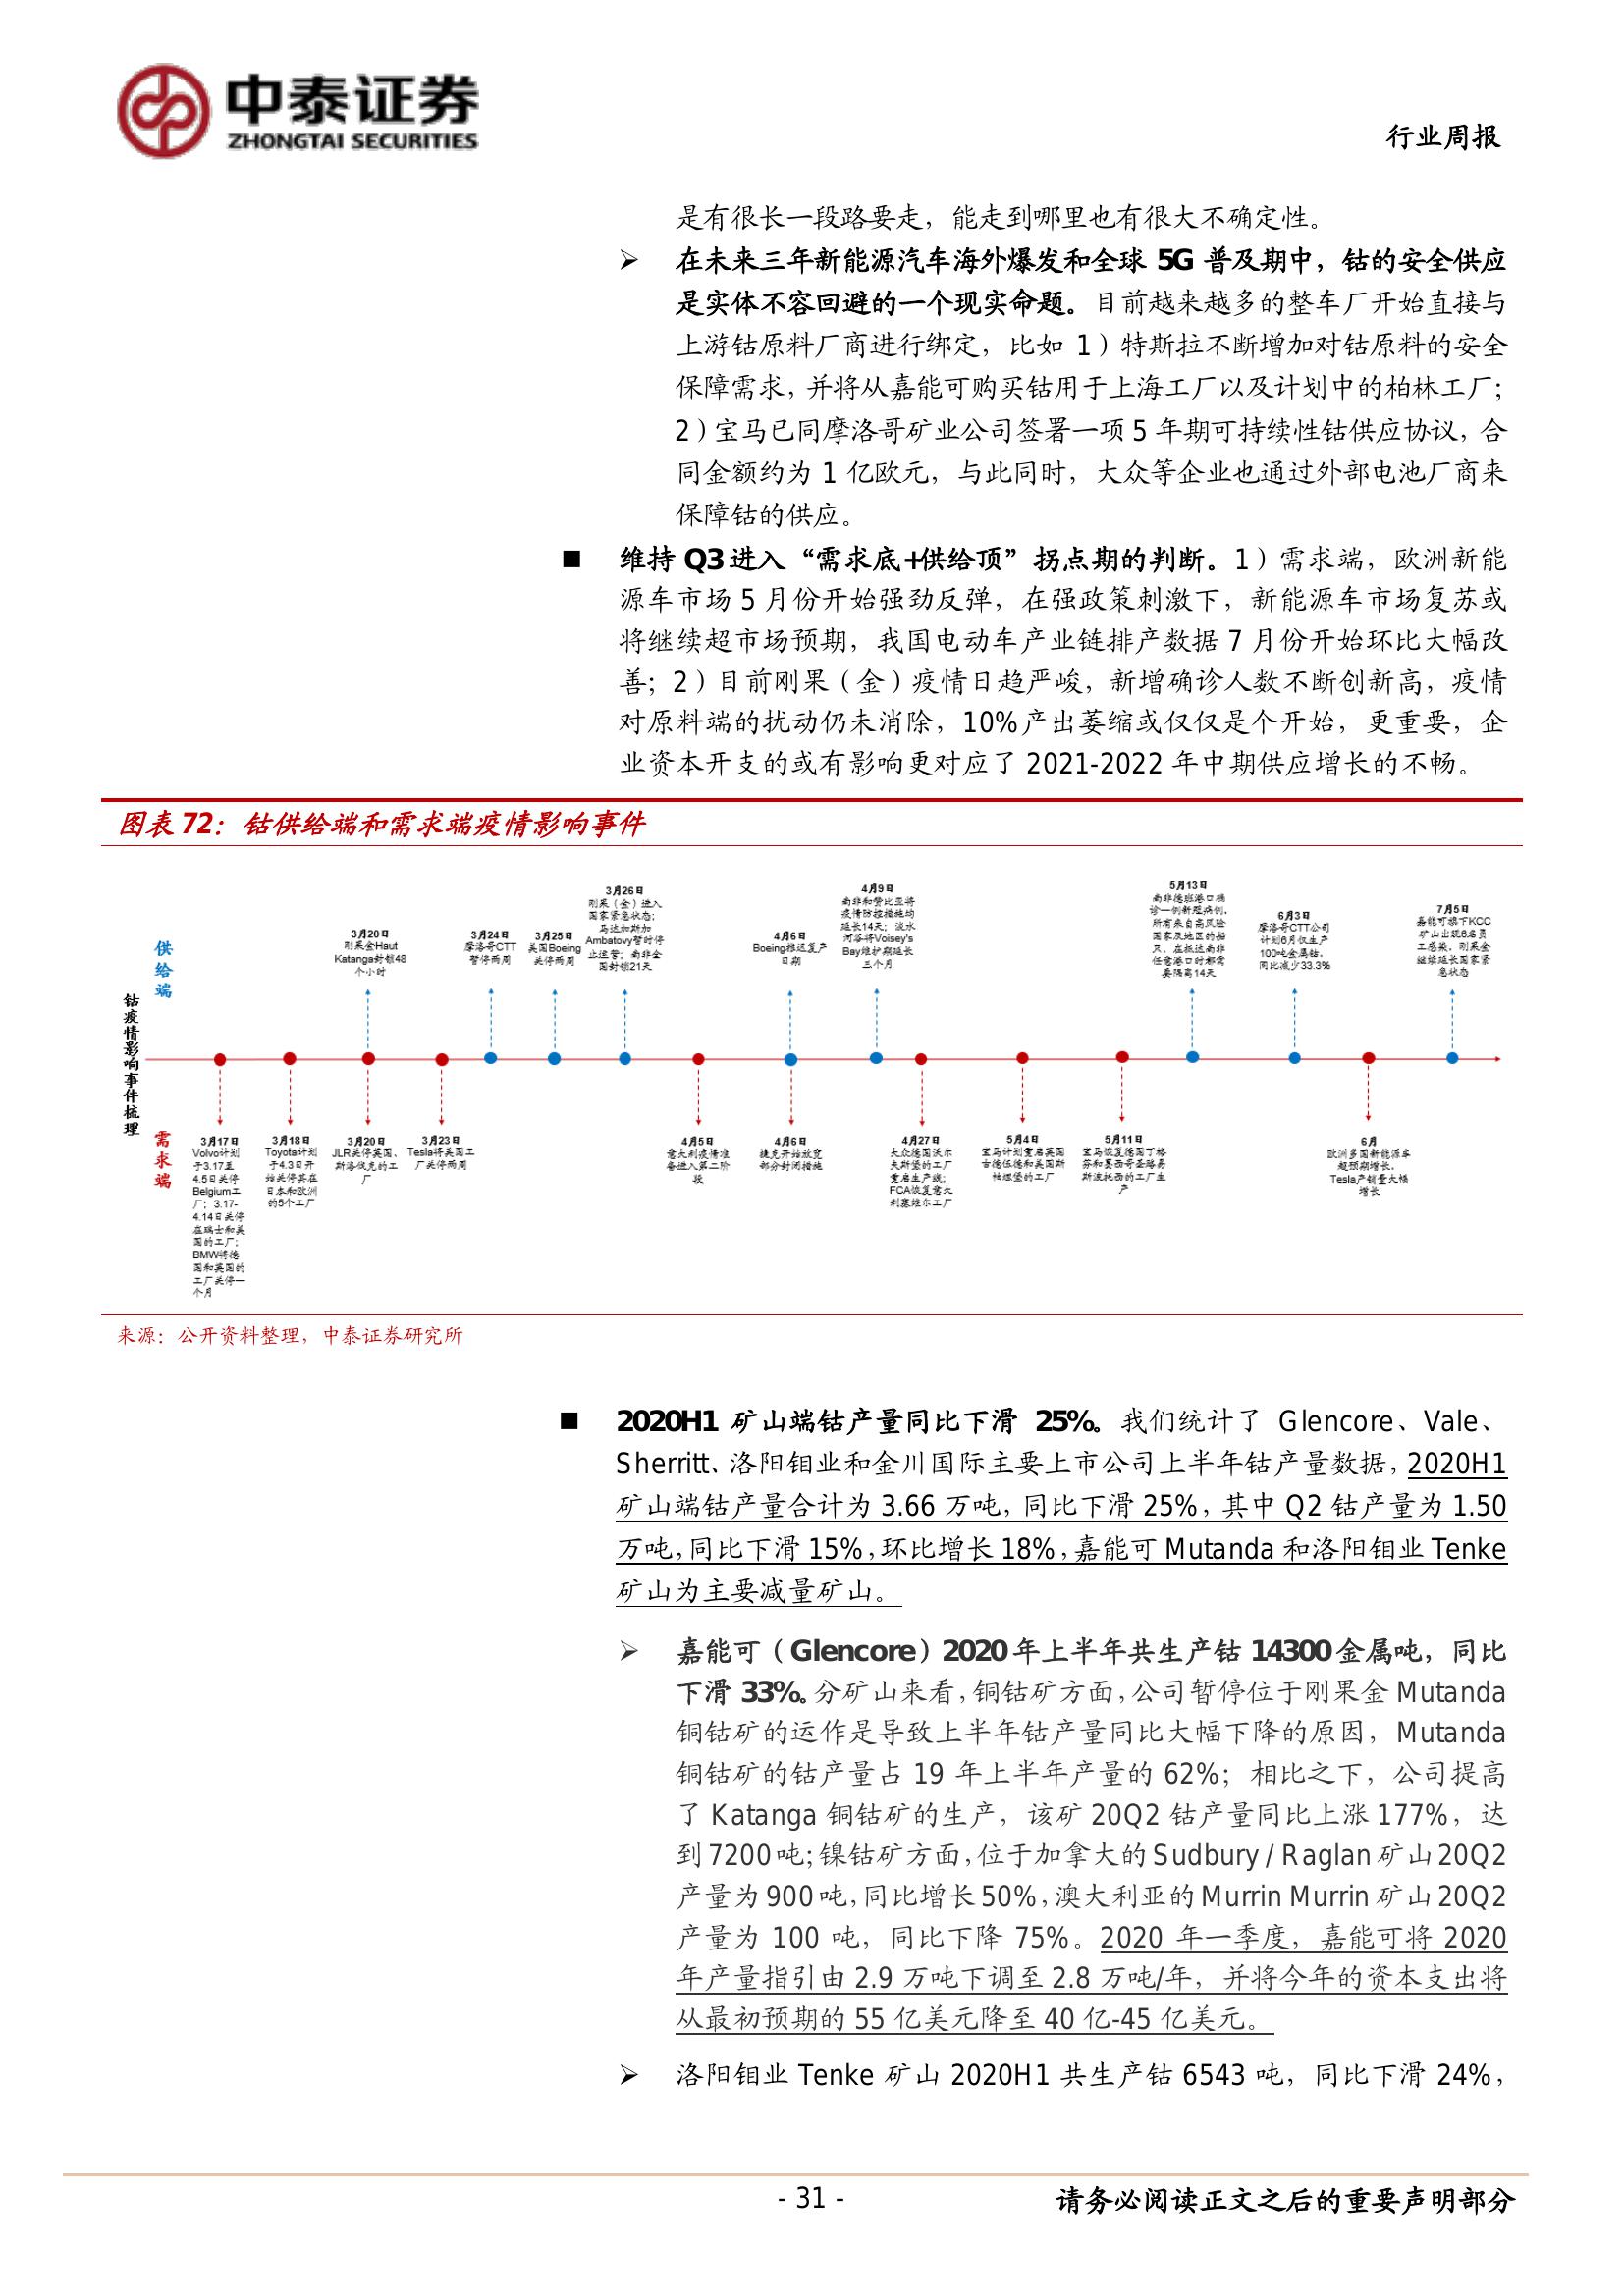 中泰证券
ZHONGTAI SECURITIES
行业周报
是有很长一段路要走，能走到哪里也有很大不确定性。
➢ 在未来三年新能源汽车海外爆发和全球 5G 普及期中，钴的安全供应
是实体不容回避的一个现实命题。目前越来越多的整车厂开始直接与
上游钴原料厂商进行绑定，比如 1）特斯拉不断增加对钴原料的安全
保障需求，并将从嘉能可购买钴用于上海工厂以及计划中的柏林工厂；
2）宝马已同摩洛哥矿业公司签署一项 5 年期可持续性钴供应协议，合
同金额约为 1 亿欧元，与此同时，大众等企业也通过外部电池厂商来
保障钴的供应。
■ 维持 Q3 进入“需求底+供给顶”拐点期的判断。1）需求端，欧洲新能
源车市场 5 月份开始强劲反弹，在强政策刺激下，新能源车市场复苏或
将继续超市场预期，我国电动车产业链排产数据 7 月份开始环比大幅改
善；2）目前刚果（金）疫情日趋严峻，新增确诊人数不断创新高，疫情
对原料端的扰动仍未消除，10%产出萎缩或仅仅是个开始，更重要，企
业资本开支的或有影响更对应了 2021-2022 年中期供应增长的不畅。
图表 72：钴供给端和需求端疫情影响事件
钴疫情影响事件梳理
供给端
3月20日
刚果金Haut
Katanga封锁48
个小时
3月24日
摩洛哥CTT
暂停两周
3月25日
美国Boeing
关停两周
3月26日
刚果（金）进入
国家紧急状态；
马达加斯加
Ambatovy暂时停
止运营；南非全
国封锁21天
4月6日
Boeing推迟复产
日期
4月9日
南非和赞比亚将
疫情防控措施均
延长14天；淡水
河谷将Voisey's
Bay维护期延长
三个月
5月13日
南非德班港口确
诊一例新冠病例，
所有来自高风险
国家及地区的船
只，在抵达南非
任意港口时都需
要隔离14天
6月3日
摩洛哥CTT公司
计划6月仅生产
100吨金属钴，
同比减少33.3%
7月5日
嘉能可旗下KCC
矿山出现6名员
工感染，刚果金
继续延长国家紧
急状态
需求端
3月17日
Volvo计划
于3.17至
4.5日关停
Belgium工
厂；3.17-
4.14日关停
在瑞士和美
国的工厂；
BMW将德
国和英国的
工厂关停一
个月
3月18日
Toyota计划
于4.3日开
始关停其在
日本和欧洲
的5个工厂
3月20日
JLR关停英国、
斯洛伐克的工
厂
3月23日
Tesla将美国工
厂关停两周
4月5日
意大利疫情准
备进入第二阶
段
4月6日
捷克开始放宽
部分封闭措施
4月27日
大众德国沃尔
夫斯堡的工厂
重启生产线；
FCA恢复意大
利塞维尔工厂
5月4日
宝马计划重启英国
古德伍德和美国斯
帕坦堡的工厂
5月11日
宝马恢复德国丁格
芬和墨西哥圣路易
斯波托西的工厂生
产
6月
欧洲多国新能源车
超预期增长，
Tesla产销量大幅
增长
来源：公开资料整理，中泰证券研究所
■ 2020H1 矿山端钴产量同比下滑 25%。我们统计了 Glencore、Vale、
Sherritt、洛阳钼业和金川国际主要上市公司上半年钴产量数据，2020H1
矿山端钴产量合计为 3.66 万吨，同比下滑 25%，其中 Q2 钴产量为 1.50
万吨，同比下滑 15%，环比增长 18%，嘉能可 Mutanda 和洛阳钼业 Tenke
矿山为主要减量矿山。
➢ 嘉能可（Glencore）2020 年上半年共生产钴 14300 金属吨，同比
下滑 33%。分矿山来看，铜钴矿方面，公司暂停位于刚果金 Mutanda
铜钴矿的运作是导致上半年钴产量同比大幅下降的原因，Mutanda
铜钴矿的钴产量占 19 年上半年产量的 62%；相比之下，公司提高
了 Katanga 铜钴矿的生产，该矿 20Q2 钴产量同比上涨 177%，达
到 7200 吨；镍钴矿方面，位于加拿大的 Sudbury / Raglan 矿山 20Q2
产量为 900 吨，同比增长 50%，澳大利亚的 Murrin Murrin 矿山 20Q2
产量为 100 吨，同比下降 75%。2020 年一季度，嘉能可将 2020
年产量指引由 2.9 万吨下调至 2.8 万吨/年，并将今年的资本支出将
从最初预期的 55 亿美元降至 40 亿-45 亿美元。
➢ 洛阳钼业 Tenke 矿山 2020H1 共生产钴 6543 吨，同比下滑 24%，
- 31 -
请务必阅读正文之后的重要声明部分